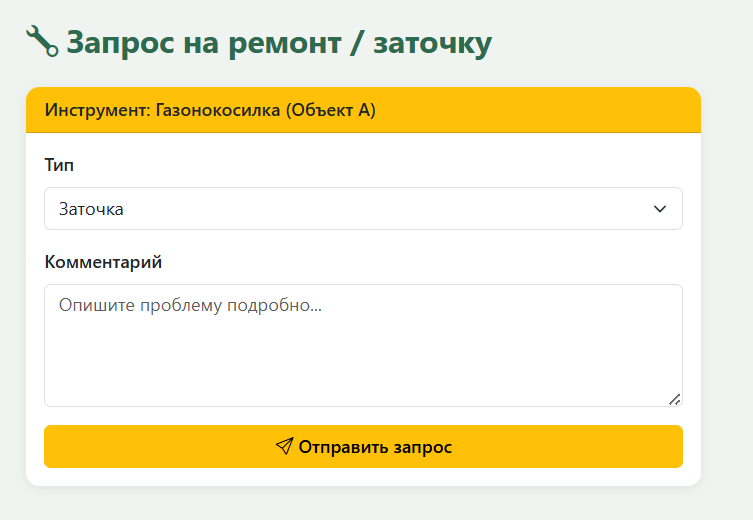 Запрос на ремонт / заточку
Инструмент: Газонокосилка (Объект А)
Тип
Заточка
Комментарий
Опишите проблему подробно...
Отправить запрос